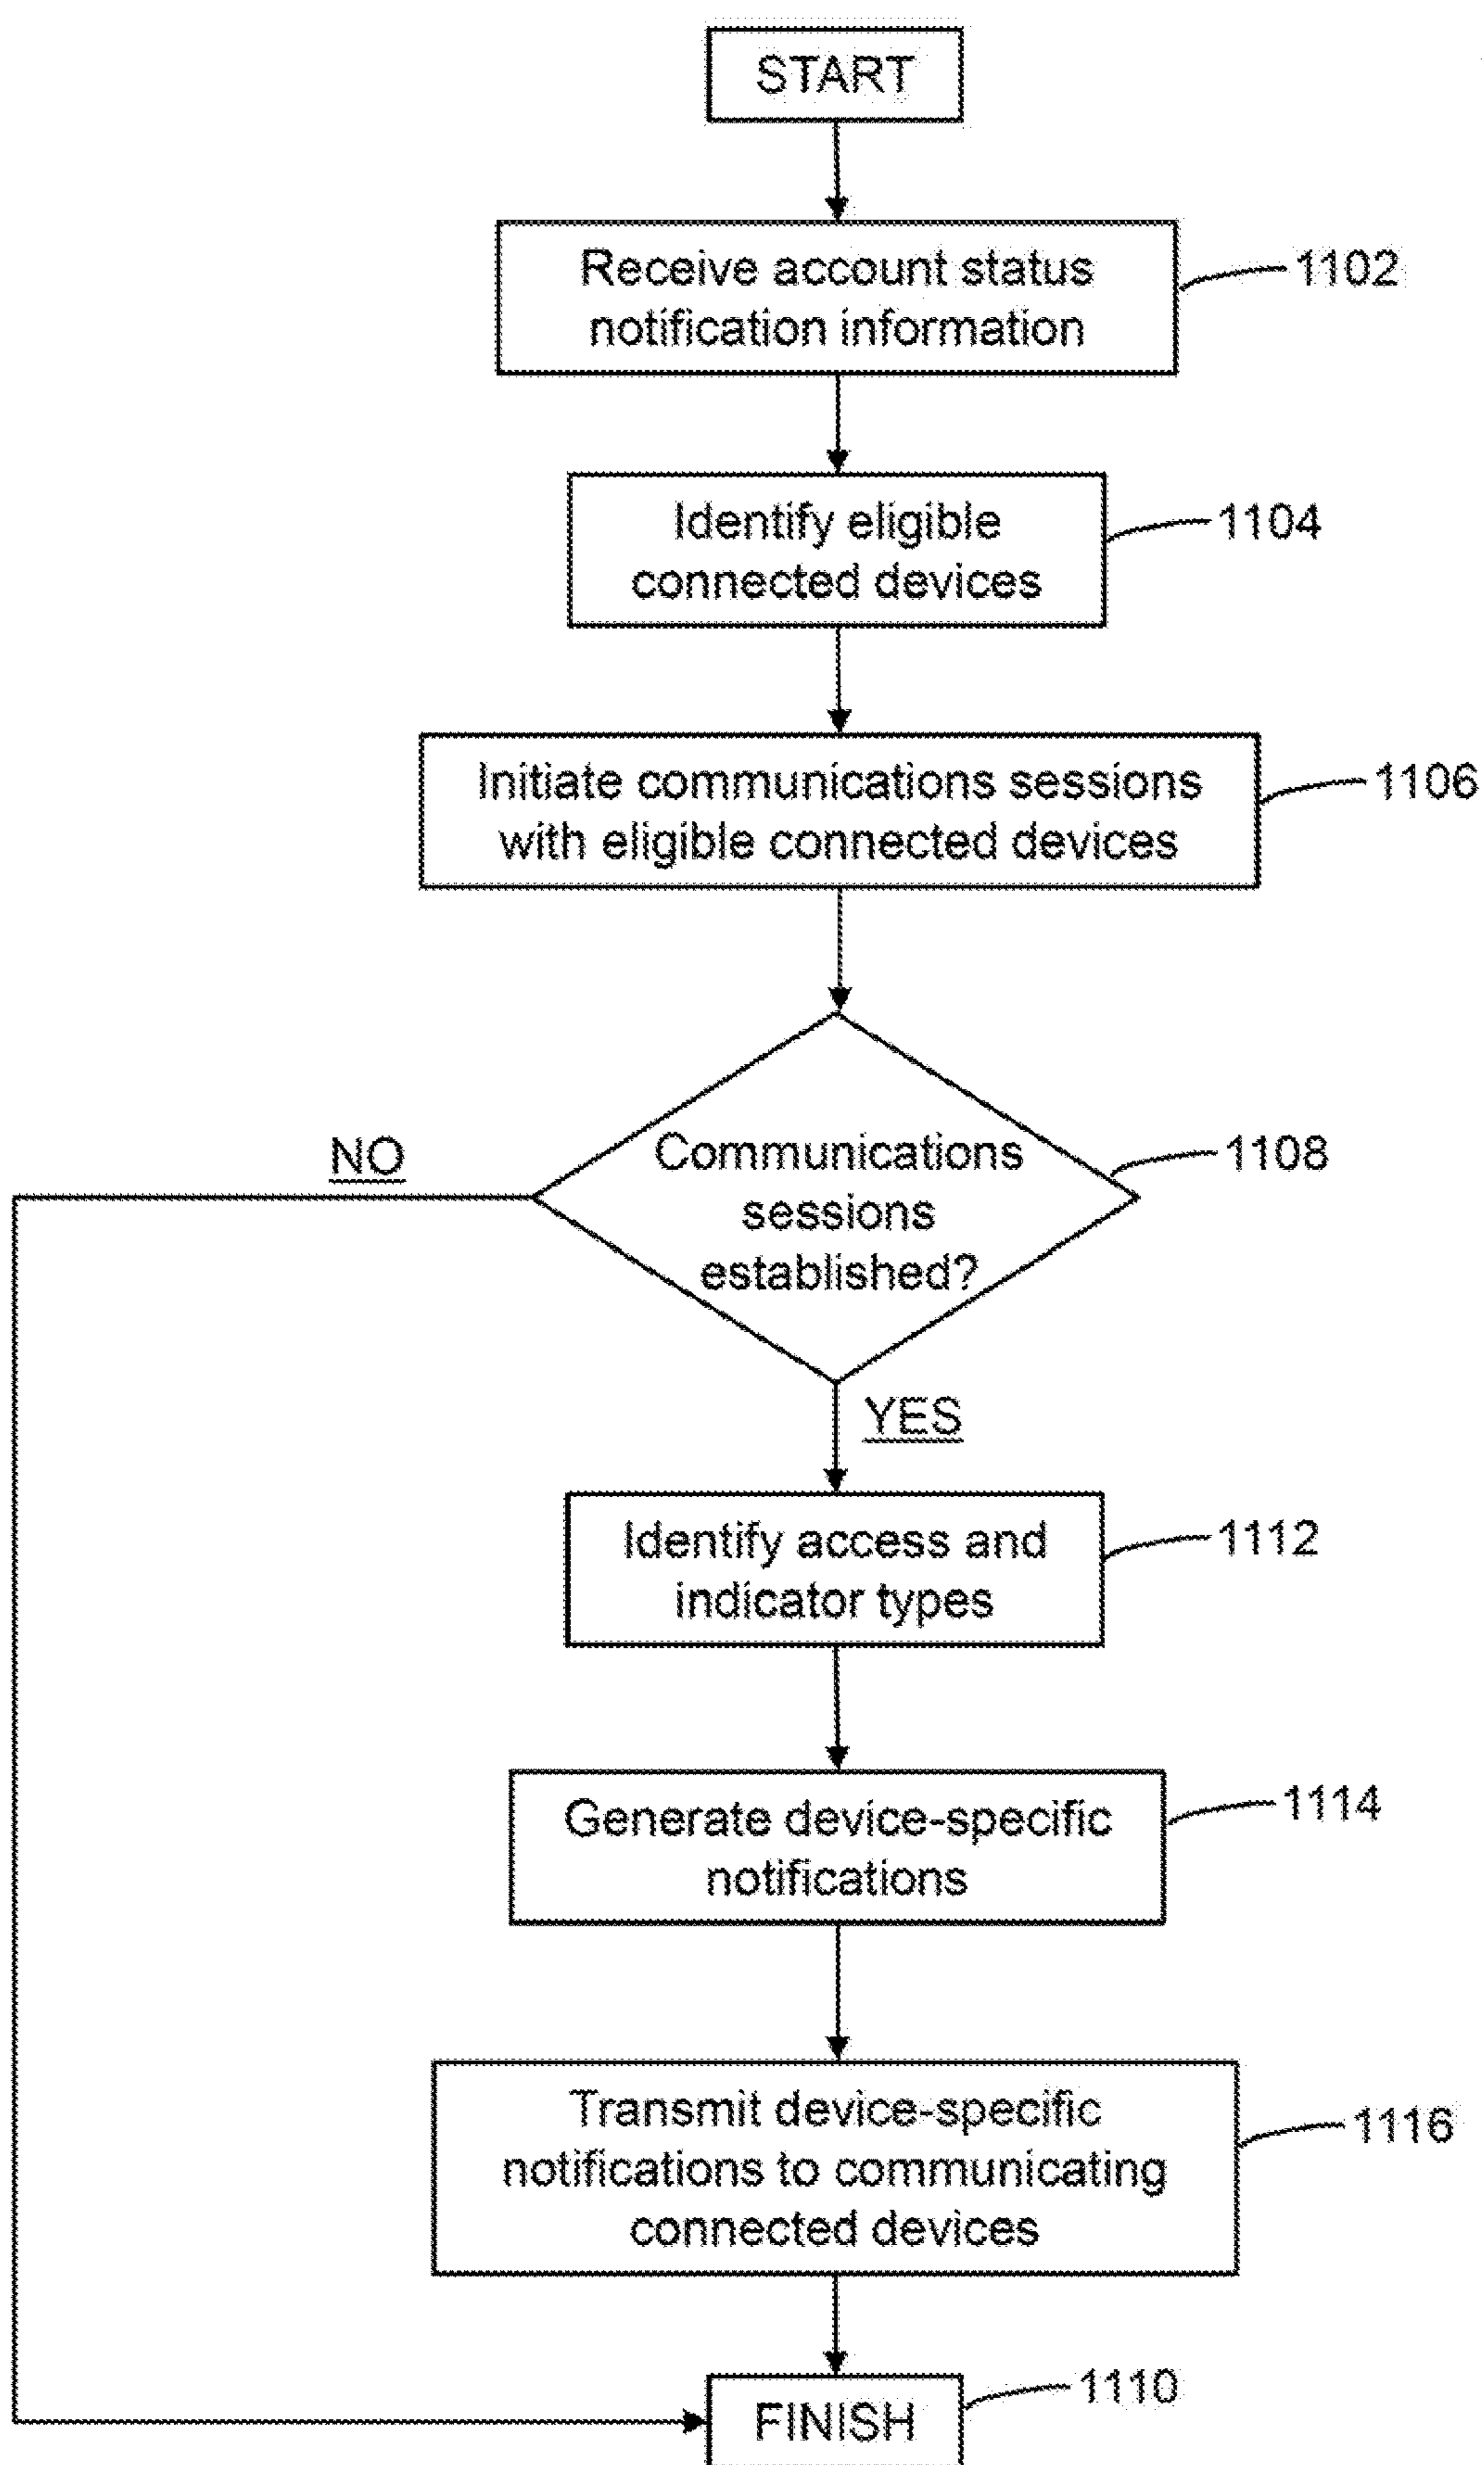 START
Receive account status
notification information
1102
Identify eligible
connected devices
1104
Initiate communications sessions
with eligible connected devices
1106
Communications
sessions
established?
1108
NO
YES
Identify access and
indicator types
1112
Generate device-specific
notifications
1114
Transmit device-specific
notifications to communicating
connected devices
1116
FINISH
1110